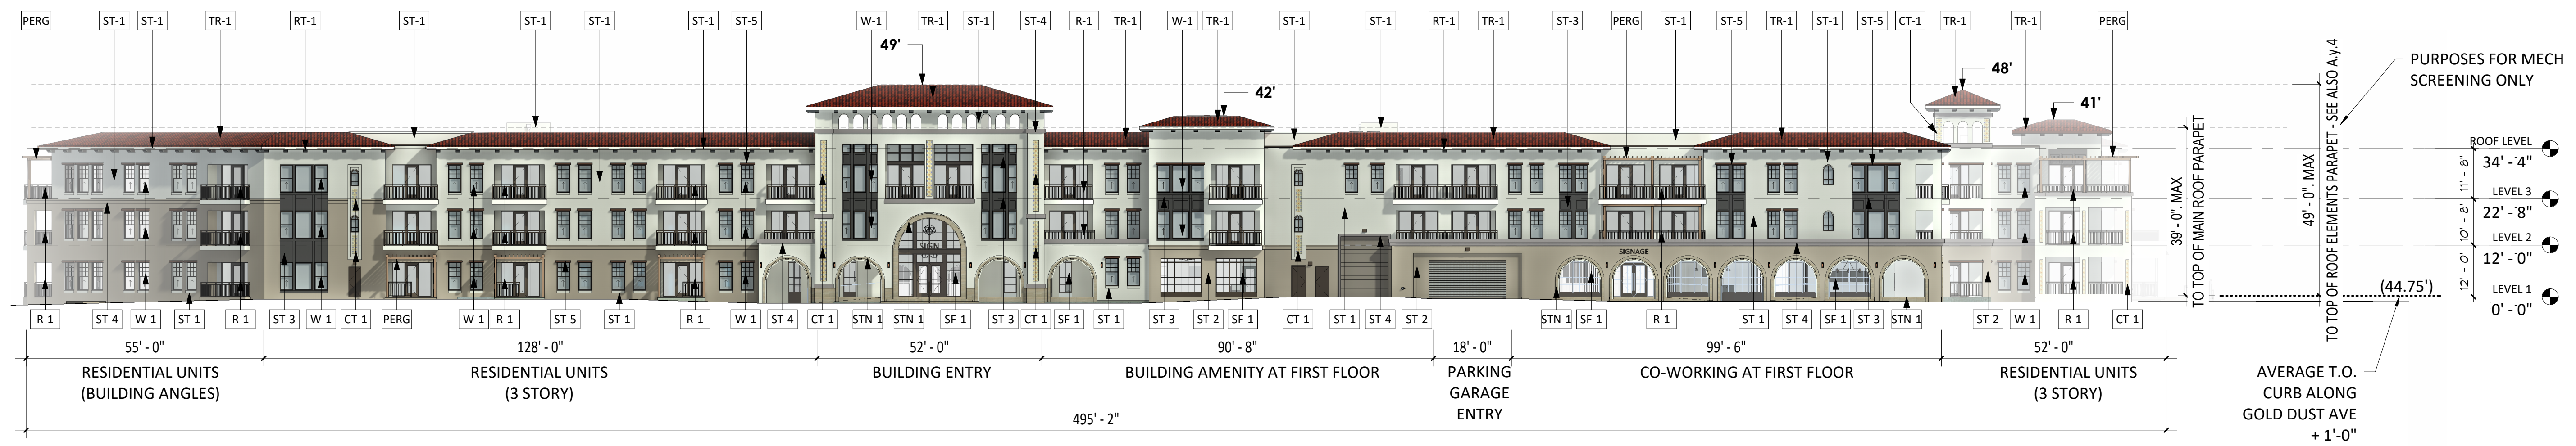 PERG ST-1 ST-1 TR-1 RT-1 ST-1 ST-1 ST-1 ST-1 ST-5 W-1 TR-1 ST-1 ST-4 R-1 TR-1 W-1 TR-1 ST-1 ST-1 RT-1 TR-1 ST-3 PERG ST-1 ST-5 TR-1 ST-1 ST-5 CT-1 TR-1 TR-1 PERG
49'
42'
48'
41'
SIGN
SIGNAGE
39' - 0". MAX
TO TOP OF MAIN ROOF PARAPET
49' - 0". MAX
TO TOP OF ROOF ELEMENTS PARAPET - SEE ALSO A.y.4
PURPOSES FOR MECH
SCREENING ONLY
ROOF LEVEL
34' - 4"
11' - 8"
LEVEL 3
22' - 8"
10' - 8"
LEVEL 2
12' - 0"
12' - 0"
LEVEL 1
0' - 0"
(44.75')
AVERAGE T.O.
CURB ALONG
GOLD DUST AVE
+ 1'-0"
R-1 ST-4 W-1 ST-1 R-1 ST-3 W-1 CT-1 PERG W-1 R-1 ST-5 ST-1 R-1 W-1 ST-4 CT-1 STN-1 STN-1 SF-1 ST-3 CT-1 SF-1 ST-1 ST-3 ST-2 SF-1 CT-1 ST-1 ST-4 ST-2 STN-1 SF-1 R-1 ST-1 ST-4 SF-1 ST-3 STN-1 ST-2 W-1 R-1 CT-1
55' - 0" 128' - 0" 52' - 0" 90' - 8" 18' - 0" 99' - 6" 52' - 0"
RESIDENTIAL UNITS
(BUILDING ANGLES)
RESIDENTIAL UNITS
(3 STORY)
BUILDING ENTRY
BUILDING AMENITY AT FIRST FLOOR
PARKING
GARAGE
ENTRY
CO-WORKING AT FIRST FLOOR
RESIDENTIAL UNITS
(3 STORY)
495' - 2"